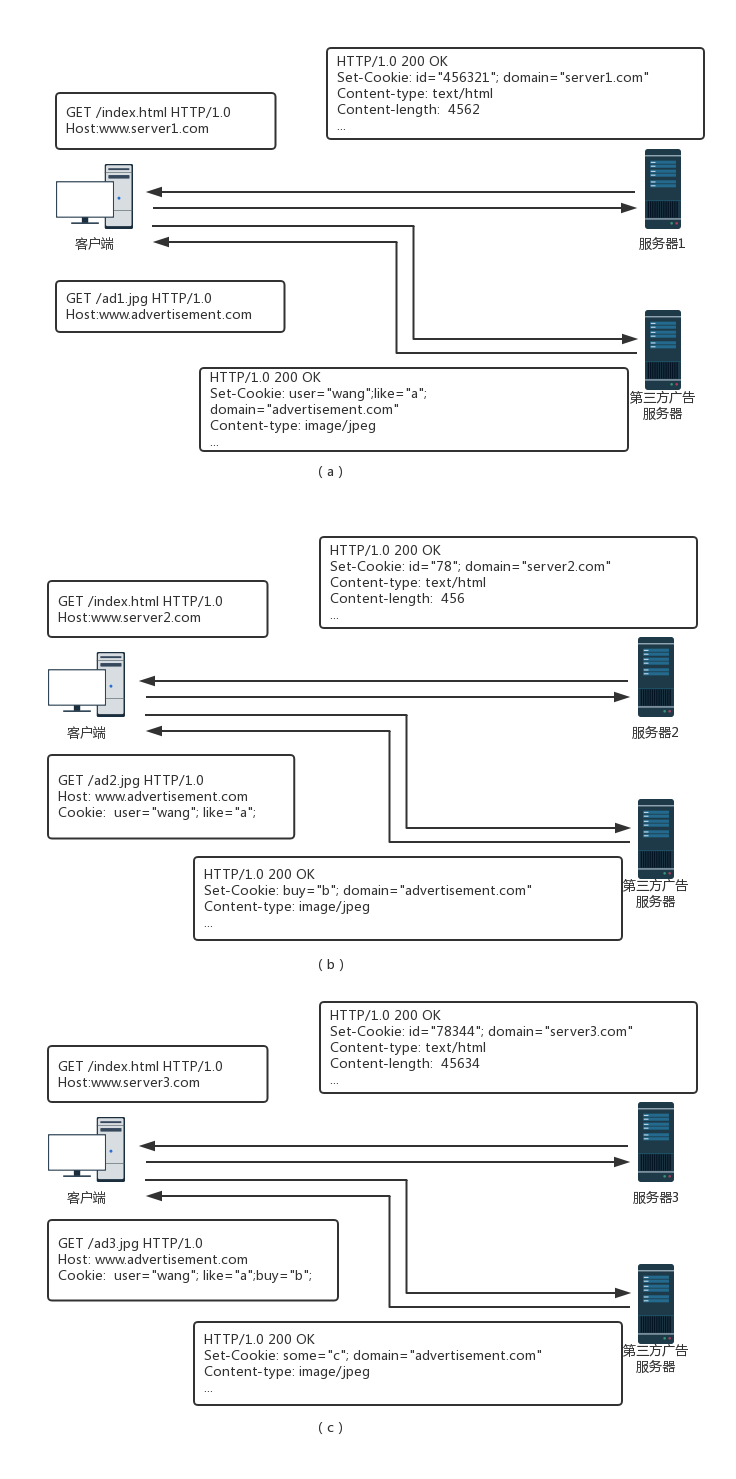 HTTP/1.0 200 OK
Set-Cookie: id="456321"; domain="server1.com"
Content-type: text/html
Content-length:  4562
...
GET /index.html HTTP/1.0
Host:www.server1.com
客户端
服务器1
GET /ad1.jpg HTTP/1.0
Host:www.advertisement.com
HTTP/1.0 200 OK
Set-Cookie: user="wang";like="a";
domain="advertisement.com"
Content-type: image/jpeg
...
第三方广告
服务器
( a )
HTTP/1.0 200 OK
Set-Cookie: id="78"; domain="server2.com"
Content-type: text/html
Content-length:  456
...
GET /index.html HTTP/1.0
Host:www.server2.com
客户端
服务器2
GET /ad2.jpg HTTP/1.0
Host: www.advertisement.com
Cookie:  user="wang"; like="a";
HTTP/1.0 200 OK
Set-Cookie: buy="b"; domain="advertisement.com"
Content-type: image/jpeg
...
第三方广告
服务器
( b )
HTTP/1.0 200 OK
Set-Cookie: id="78344"; domain="server3.com"
Content-type: text/html
Content-length:  45634
...
GET /index.html HTTP/1.0
Host:www.server3.com
客户端
服务器3
GET /ad3.jpg HTTP/1.0
Host: www.advertisement.com
Cookie:  user="wang"; like="a";buy="b";
HTTP/1.0 200 OK
Set-Cookie: some="c"; domain="advertisement.com"
Content-type: image/jpeg
...
第三方广告
服务器
( c )